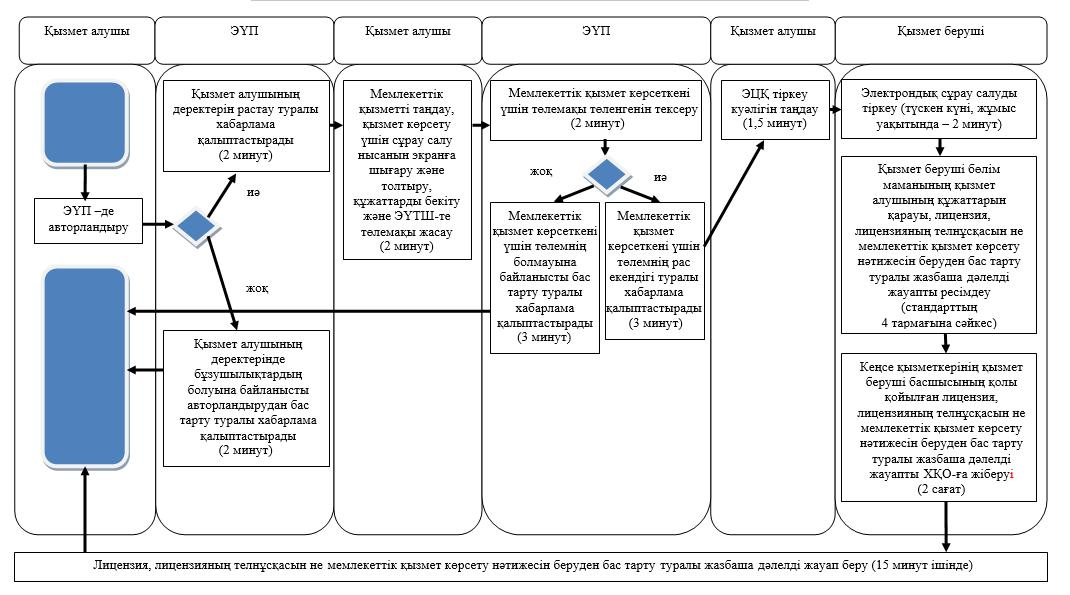 Қызмет алушы
ЭҮП
Қызмет алушы
ЭҮП
Қызмет алушы
Қызмет беруші
ЭҮП –де
авторландыру
Қызмет алушының
деректерін растау туралы
хабарлама
қалыптастырады
(2 минут)
иә
жоқ
Қызмет алушының
деректерінде
бұзушылықтардың
болуына байланысты
авторландырудан бас
тарту туралы хабарлама
қалыптастырады
(2 минут)
Мемлекеттік
қызметті таңдау,
қызмет көрсету
үшін сұрау салу
нысанын экранға
шығару және
толтыру,
құжаттарды бекіту
және ЭҮТШ-те
төлемақы жасау
(2 минут)
Мемлекеттік қызмет көрсеткені
үшін төлемақы төленгенін тексеру
(2 минут)
жоқ
иә
Мемлекеттік
қызмет көрсеткені
үшін төлемнің
болмауына
байланысты бас
тарту туралы
хабарлама
қалыптастырады
(3 минут)
Мемлекеттік
қызмет
көрсеткені үшін
төлемнің рас
екендігі туралы
хабарлама
қалыптастырады
(3 минут)
ЭЦҚ тіркеу
куәлігін таңдау
(1,5 минут)
Электрондық сұрау салуды
тіркеу (түскен күні, жұмыс
уақытында – 2 минут)
Қызмет беруші бөлім
маманының қызмет
алушының құжаттарын
қарауы, лицензия,
лицензияның телнұсқасын не
мемлекеттік қызмет көрсету
нәтижесін беруден бас тарту
туралы жазбаша дәлелді
жауапты ресімдеу
(стандарттың
4 тармағына сәйкес)
Кеңсе қызметкерінің қызмет
беруші басшысының қолы
қойылған лицензия,
лицензияның телнұсқасын не
мемлекеттік қызмет көрсету
нәтижесін беруден бас тарту
туралы жазбаша дәлелді
жауапты ХҚО-ға жіберуі
(2 сағат)
Лицензия, лицензияның телнұсқасын не мемлекеттік қызмет көрсету нәтижесін беруден бас тарту туралы жазбаша дәлелді жауап беру (15 минут ішінде)